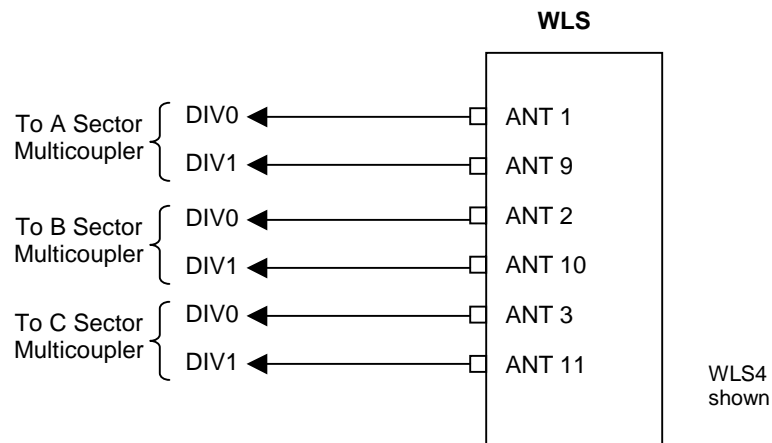 WLS
To A Sector
Multicoupler
DIV0
ANT 1
DIV1
ANT 9
To B Sector
Multicoupler
DIV0
ANT 2
DIV1
ANT 10
To C Sector
Multicoupler
DIV0
ANT 3
DIV1
ANT 11
WLS4
shown